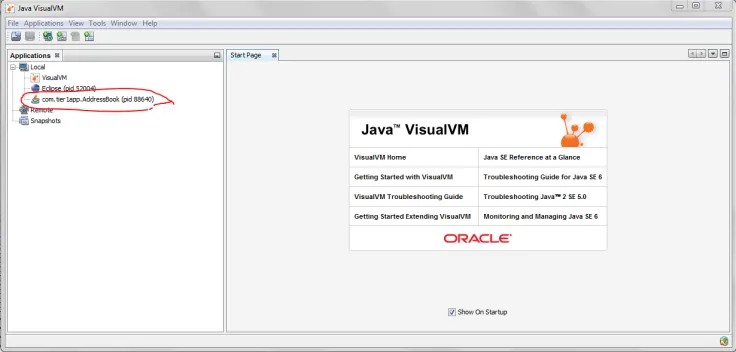 Java VisualVM
File Applications View Tools Window Help
Applications
Start Page
Local
VisualVM
Eclipse (pid 52004)
com.tier1app.AddressBook (pid 88640)
Remote
Snapshots
Java™ VisualVM
VisualVM Home
Java SE Reference at a Glance
Getting Started with VisualVM
Troubleshooting Guide for Java SE 6
VisualVM Troubleshooting Guide
Troubleshooting Java™ 2 SE 5.0
Getting Started Extending VisualVM
Monitoring and Managing Java SE 6
ORACLE
Show On Startup